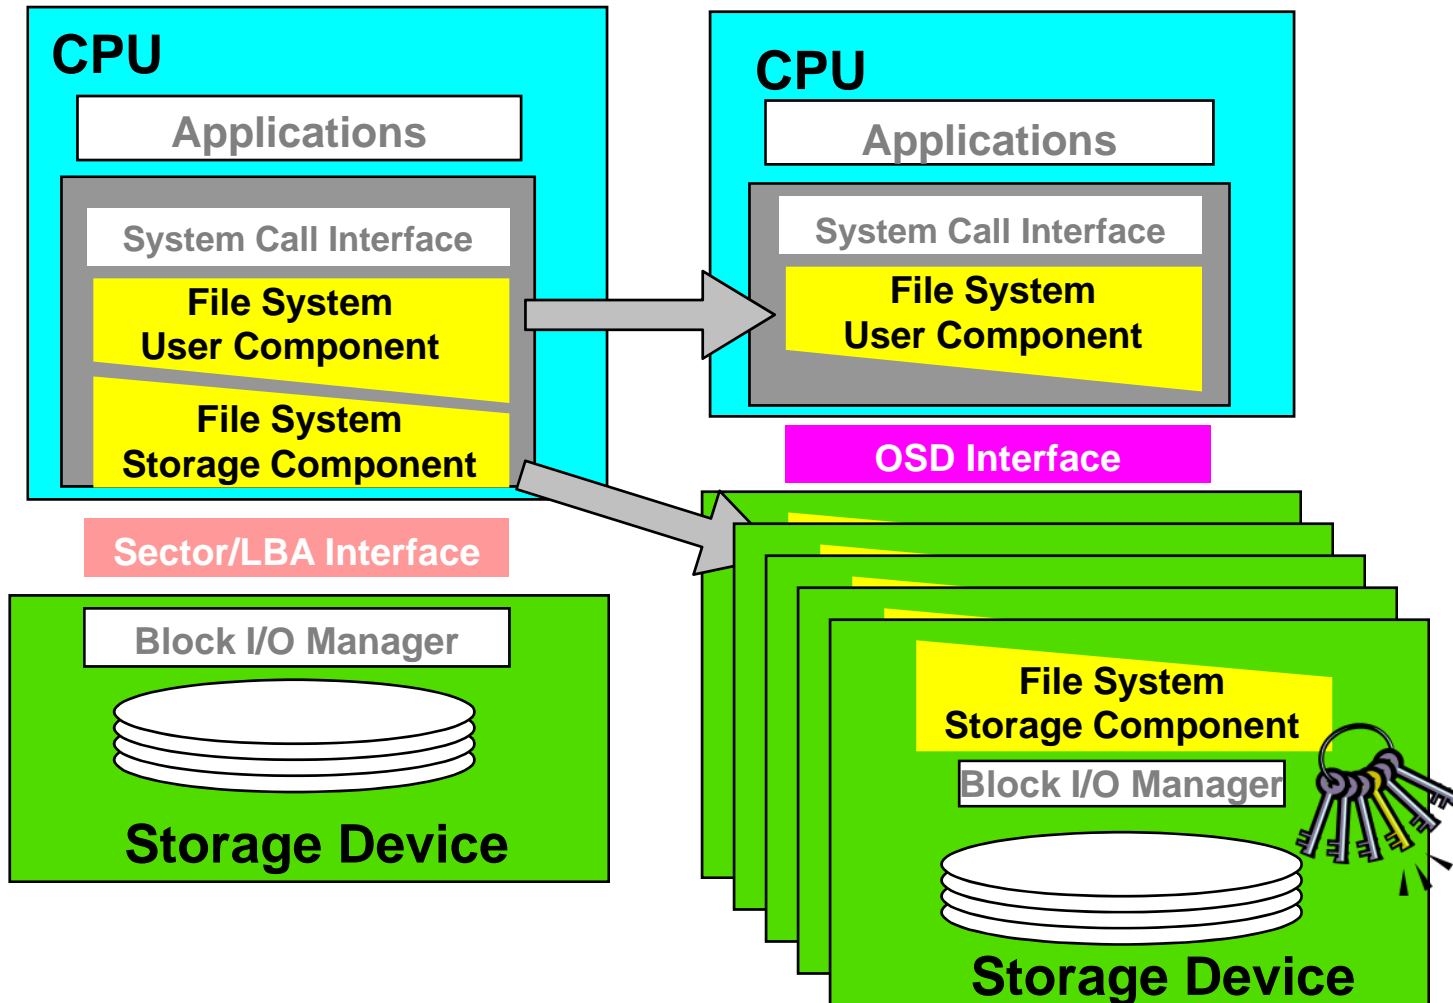 CPU
Applications
System Call Interface
File System
User Component
File System
Storage Component
Sector/LBA Interface
Block I/O Manager
Storage Device
CPU
Applications
System Call Interface
File System
User Component
OSD Interface
File System
Storage Component
Block I/O Manager
Storage Device